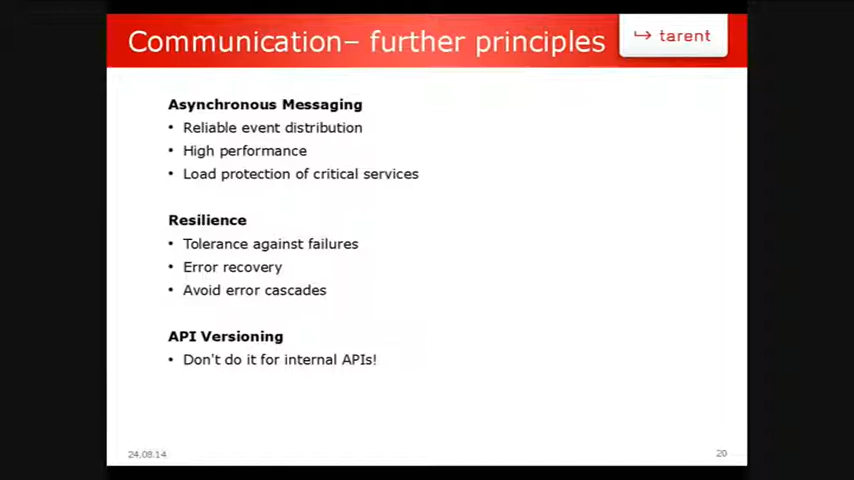 Communication– further principles
↪ tarent
Asynchronous Messaging
• Reliable event distribution
• High performance
• Load protection of critical services
Resilience
• Tolerance against failures
• Error recovery
• Avoid error cascades
API Versioning
• Don't do it for internal APIs!
24.08.14
20